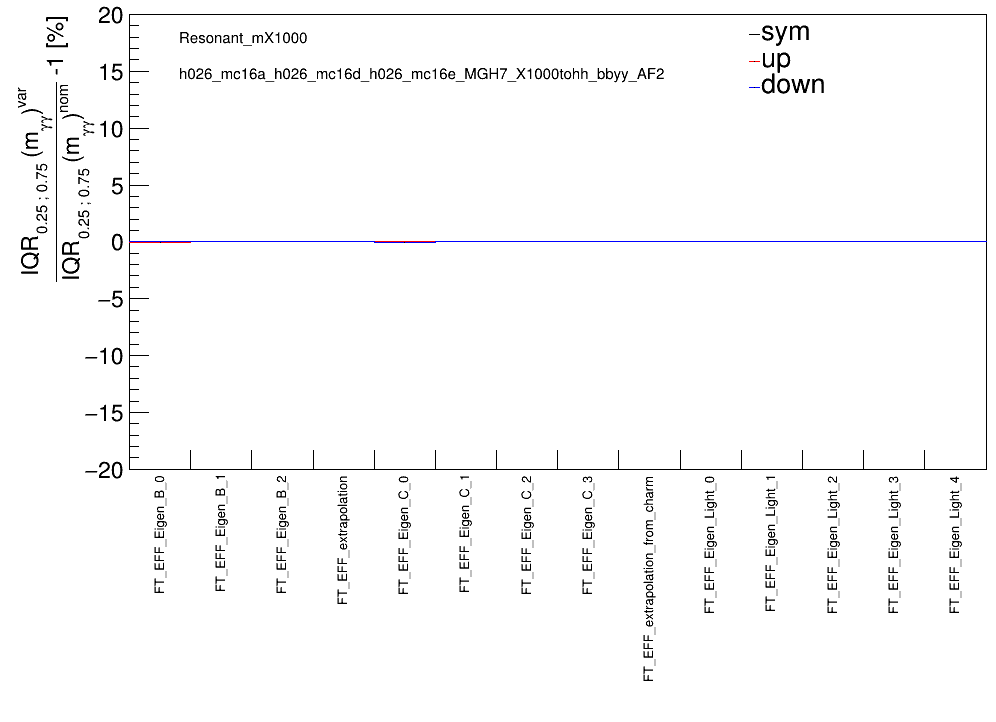 Resonant_mX1000
h026_mc16a_h026_mc16d_h026_mc16e_MGH7_X1000tohh_bbyy_AF2
−sym
−up
−down
IQR0.25 ; 0.75 (mγγ)var
IQR0.25 ; 0.75 (mγγ)nom
-1 [%]
20
15
10
5
0
−5
−10
−15
−20
FT_EFF_Eigen_B_0
FT_EFF_Eigen_B_1
FT_EFF_Eigen_B_2
FT_EFF_extrapolation
FT_EFF_Eigen_C_0
FT_EFF_Eigen_C_1
FT_EFF_Eigen_C_2
FT_EFF_Eigen_C_3
FT_EFF_extrapolation_from_charm
FT_EFF_Eigen_Light_0
FT_EFF_Eigen_Light_1
FT_EFF_Eigen_Light_2
FT_EFF_Eigen_Light_3
FT_EFF_Eigen_Light_4